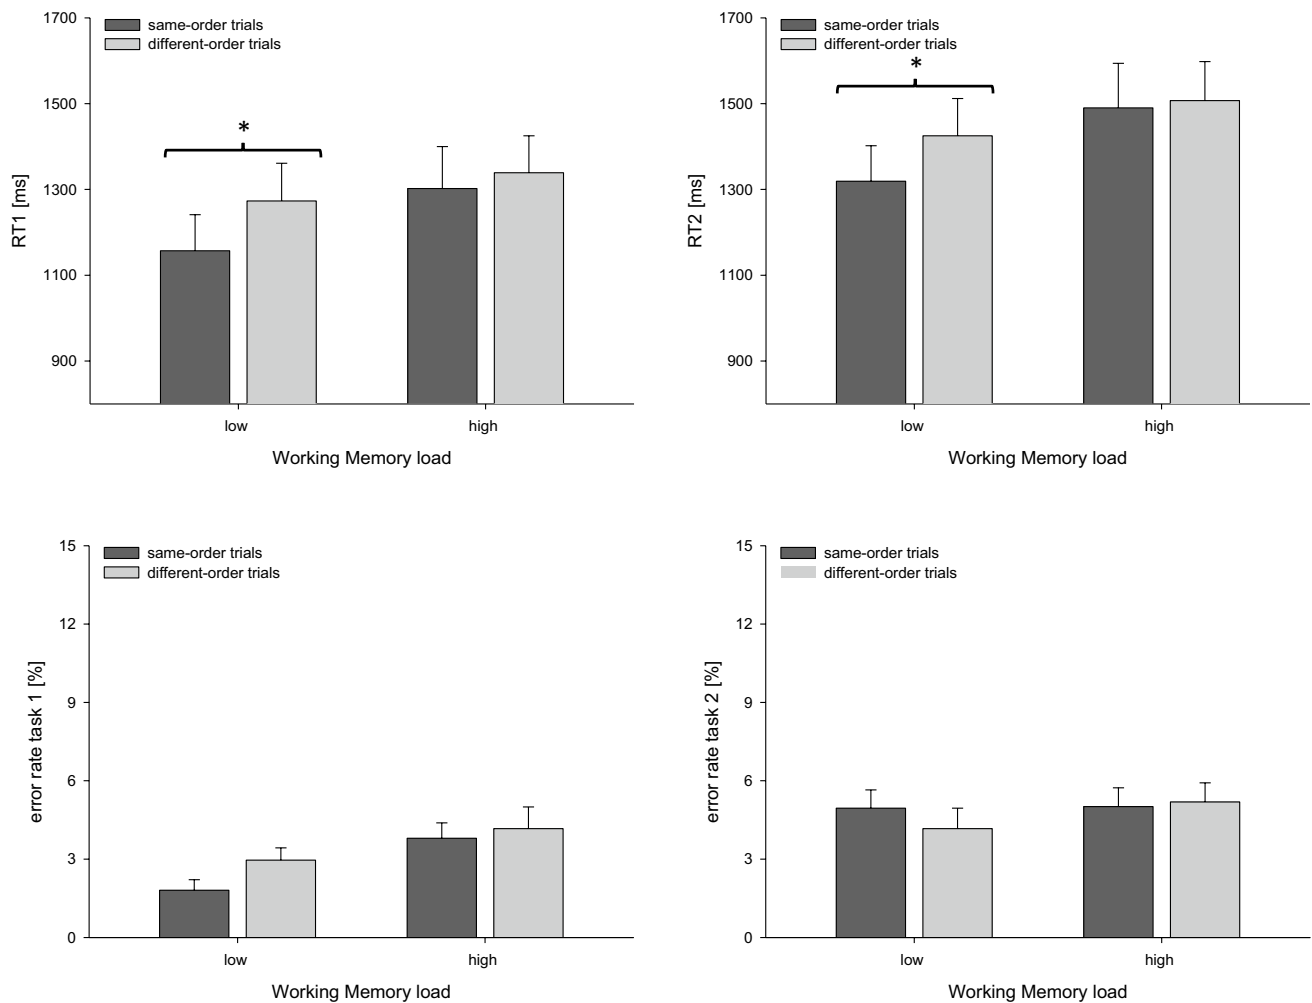 1700
same-order trials
different-order trials
1500
*
1300
1100
900
RT1 [ms]
low
high
Working Memory load
1700
same-order trials
different-order trials
*
1500
1300
1100
900
RT2 [ms]
low
high
Working Memory load
15
same-order trials
different-order trials
12
9
6
3
0
error rate task 1 [%]
low
high
Working Memory load
15
same-order trials
different-order trials
12
9
6
3
0
error rate task 2 [%]
low
high
Working Memory load